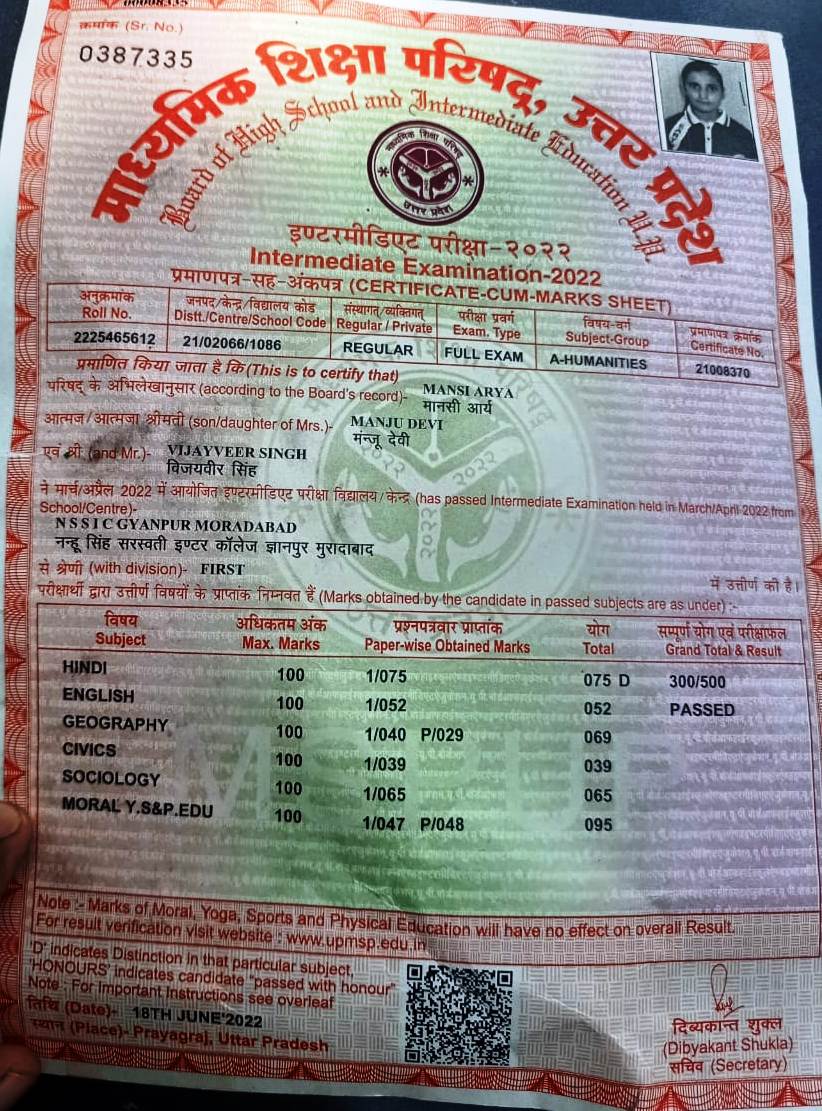 क्रमांक (Sr. No.)
0387335
माध्यमिक शिक्षा परिषद्, उत्तर प्रदेश
Board of High School and Intermediate Education U.P.
माध्यमिक शिक्षा परिषद
उत्तर प्रदेश
इण्टरमीडिएट परीक्षा-२०२२
Intermediate Examination-2022
प्रमाणपत्र-सह-अंकपत्र (CERTIFICATE-CUM-MARKS SHEET)
अनुक्रमांक जनपद/केन्द्र/विद्यालय कोड संस्थागत/व्यक्तिगत परीक्षा प्रवर्ग विषय-वर्ग प्रमाणपत्र क्रमांक
Roll No. Distt./Centre/School Code Regular / Private Exam. Type Subject-Group Certificate No.
2225465612 21/02066/1086 REGULAR FULL EXAM A-HUMANITIES 21008370
प्रमाणित किया जाता है कि (This is to certify that)
परिषद् के अभिलेखानुसार (according to the Board's record)- MANSI ARYA
मानसी आर्य
आत्मज/आत्मजा श्रीमती (son/daughter of Mrs.)- MANJU DEVI
मंन्जू देवी
एवं श्री (and Mr.)- VIJAYVEER SINGH
विजयवीर सिंह
ने मार्च/अप्रैल 2022 में आयोजित इण्टरमीडिएट परीक्षा विद्यालय/केन्द्र (has passed Intermediate Examination held in March/April 2022 from
School/Centre)-
N S S I C GYANPUR MORADABAD
नन्हू सिंह सरस्वती इण्टर कॉलेज ज्ञानपुर मुरादाबाद
से श्रेणी (with division)- FIRST में उत्तीर्ण की है।
परीक्षार्थी द्वारा उत्तीर्ण विषयों के प्राप्तांक निम्नवत हैं (Marks obtained by the candidate in passed subjects are as under) :-
विषय अधिकतम अंक प्रश्नपत्रवार प्राप्तांक योग सम्पूर्ण योग एवं परीक्षाफल
Subject Max. Marks Paper-wise Obtained Marks Total Grand Total & Result
HINDI 100 1/075 075 D 300/500
ENGLISH 100 1/052 052 PASSED
GEOGRAPHY 100 1/040 P/029 069
CIVICS 100 1/039 039
SOCIOLOGY 100 1/065 065
MORAL Y.S&P.EDU 100 1/047 P/048 095
Note :- Marks of Moral, Yoga, Sports and Physical Education will have no effect on overall Result.
For result verification visit website : www.upmsp.edu.in
'D' indicates Distinction in that particular subject,
'HONOURS' indicates candidate "passed with honour"
Note : For Important Instructions see overleaf
तिथि (Date)- 18TH JUNE'2022
स्थान (Place)- Prayagraj, Uttar Pradesh
दिब्यकान्त शुक्ल
(Dibyakant Shukla)
सचिव (Secretary)